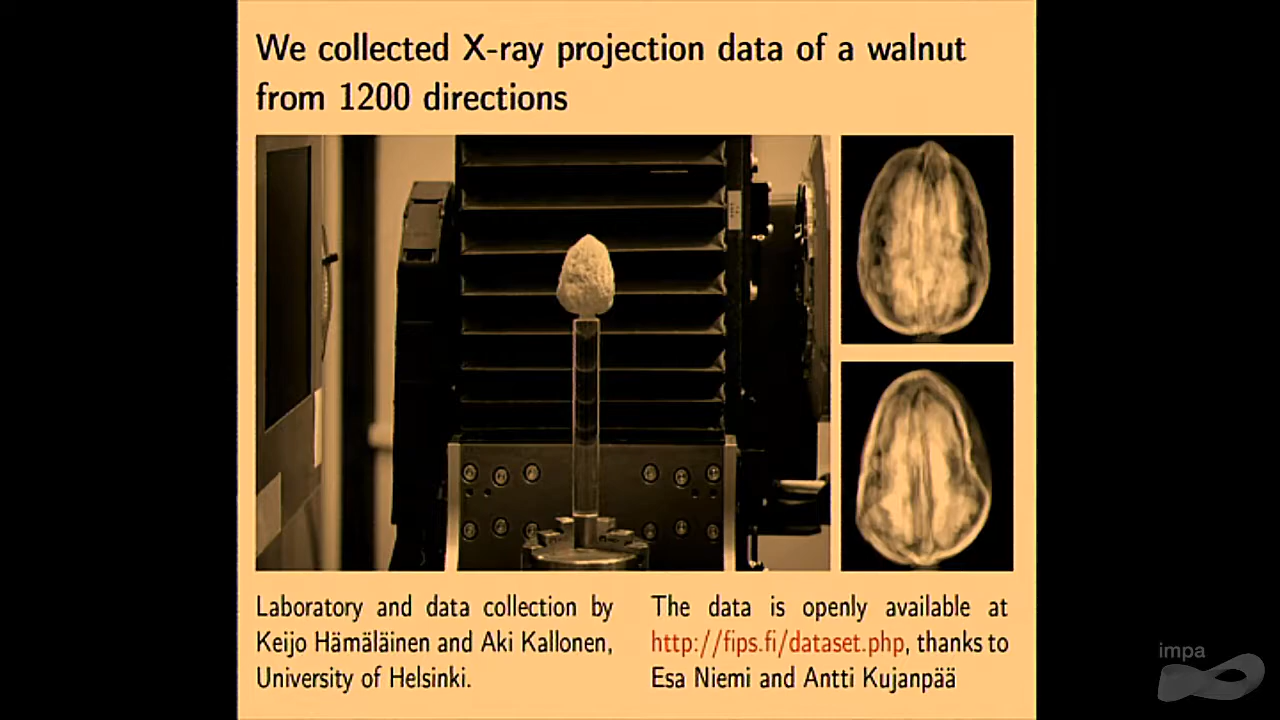 We collected X-ray projection data of a walnut
from 1200 directions
Laboratory and data collection by
Keijo Hämäläinen and Aki Kallonen,
University of Helsinki.
The data is openly available at
http://fips.fi/dataset.php, thanks to
Esa Niemi and Antti Kujanpää
impa